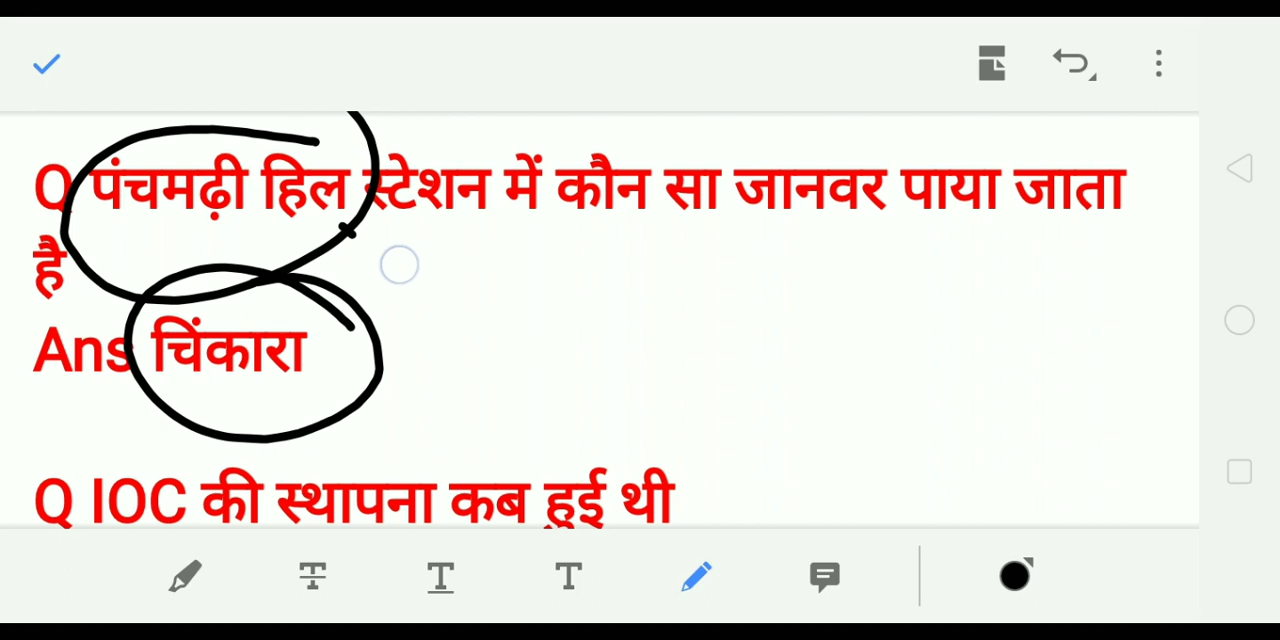 Q पंचमढ़ी हिल स्टेशन में कौन सा जानवर पाया जाता
है
Ans चिंकारा
Q IOC की स्थापना कब हुई थी